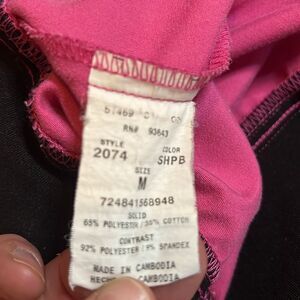 RN# 93643
STYLE COLOR
2074 SHPB
SIZE
M
724841568948
SOLID
65% POLYESTER / 35% COTTON
CONTRAST
92% POLYESTER / 8% SPANDEX
MADE IN CAMBODIA